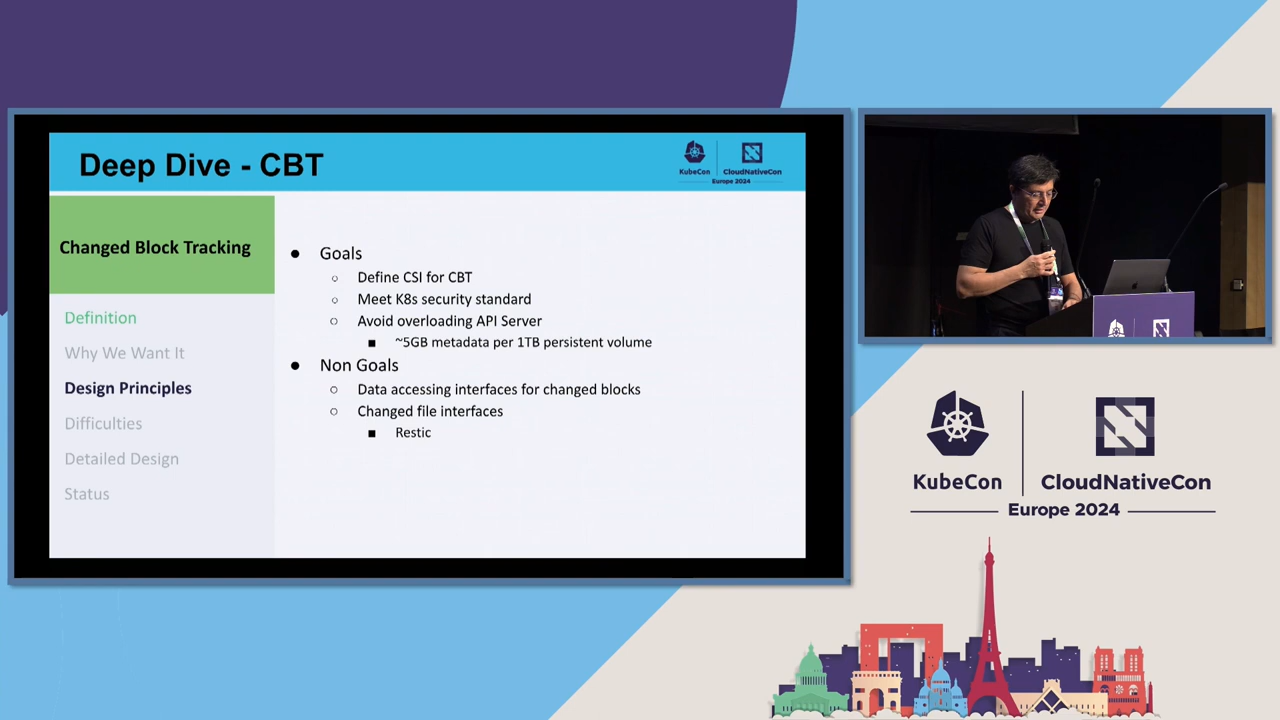 Deep Dive - CBT
KubeCon
CloudNativeCon
Europe 2024
Changed Block Tracking
Definition
Why We Want It
Design Principles
Difficulties
Detailed Design
Status
● Goals
○ Define CSI for CBT
○ Meet K8s security standard
○ Avoid overloading API Server
■ ~5GB metadata per 1TB persistent volume
● Non Goals
○ Data accessing interfaces for changed blocks
○ Changed file interfaces
■ Restic
KubeCon
CloudNativeCon
Europe 2024